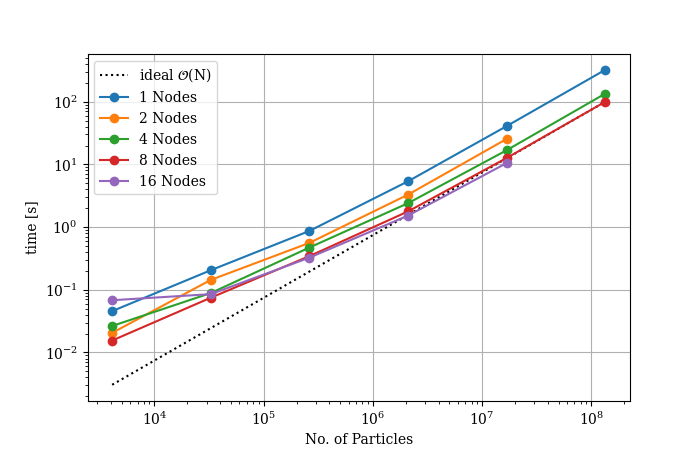 ideal 𝒪(N)
1 Nodes
2 Nodes
4 Nodes
8 Nodes
16 Nodes
time [s]
10²
10¹
10⁰
10⁻¹
10⁻²
10⁴ 10⁵ 10⁶ 10⁷ 10⁸
No. of Particles